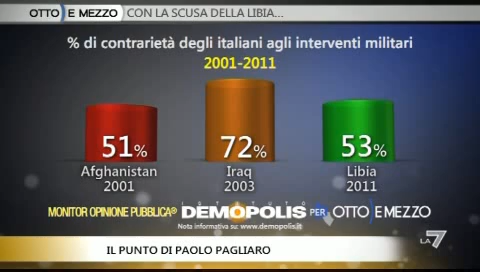 OTTO E MEZZO CON LA SCUSA DELLA LIBIA...
% di contrarietà degli italiani agli interventi militari
2001-2011
51% 72% 53%
Afghanistan Iraq Libia
2001 2003 2011
ISTITUTO
MONITOR OPINIONE PUBBLICA® DEMOPOLIS PER OTTO E MEZZO
Nota informativa su: www.demopolis.it
IL PUNTO DI PAOLO PAGLIARO
LA7